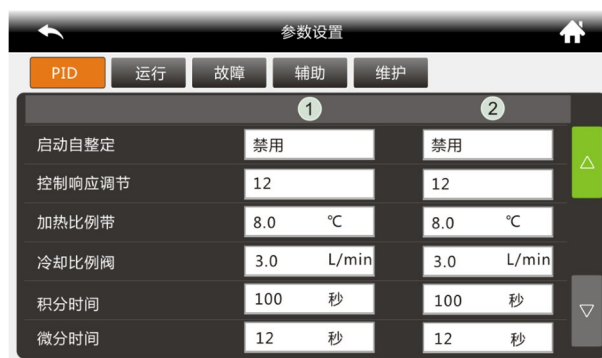 参数设置
PID 运行 故障 辅助 维护
1 2
启动自整定 禁用 禁用
控制响应调节 12 12
加热比例带 8.0 ℃ 8.0 ℃
冷却比例阀 3.0 L/min 3.0 L/min
积分时间 100 秒 100 秒
微分时间 12 秒 12 秒